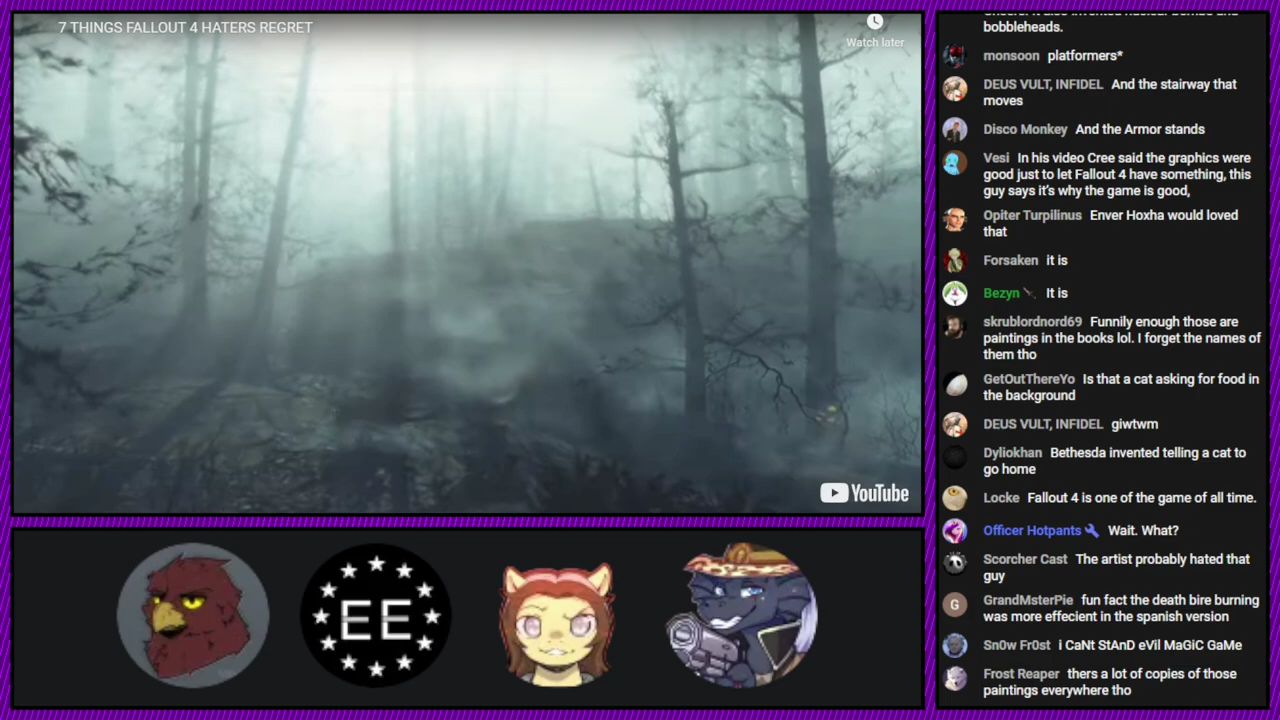 7 THINGS FALLOUT 4 HATERS REGRET
Watch later
YouTube
EE
bobbleheads.
monsoon platformers*
DEUS VULT, INFIDEL And the stairway that
moves
Disco Monkey And the Armor stands
Vesi In his video Cree said the graphics were
good just to let Fallout 4 have something, this
guy says it's why the game is good,
Opiter Turpilinus Enver Hoxha would loved
that
Forsaken it is
Bezyn It is
skrublordnord69 Funnily enough those are
paintings in the books lol. I forget the names of
them tho
GetOutThereYo Is that a cat asking for food in
the background
DEUS VULT, INFIDEL giwtwm
Dyliokhan Bethesda invented telling a cat to
go home
Locke Fallout 4 is one of the game of all time.
Officer Hotpants Wait. What?
Scorcher Cast The artist probably hated that
guy
G
GrandMsterPie fun fact the death bire burning
was more effecient in the spanish version
Sn0w Fr0st i CaNt StAnD eVil MaGiC GaMe
Frost Reaper thers a lot of copies of those
paintings everywhere tho